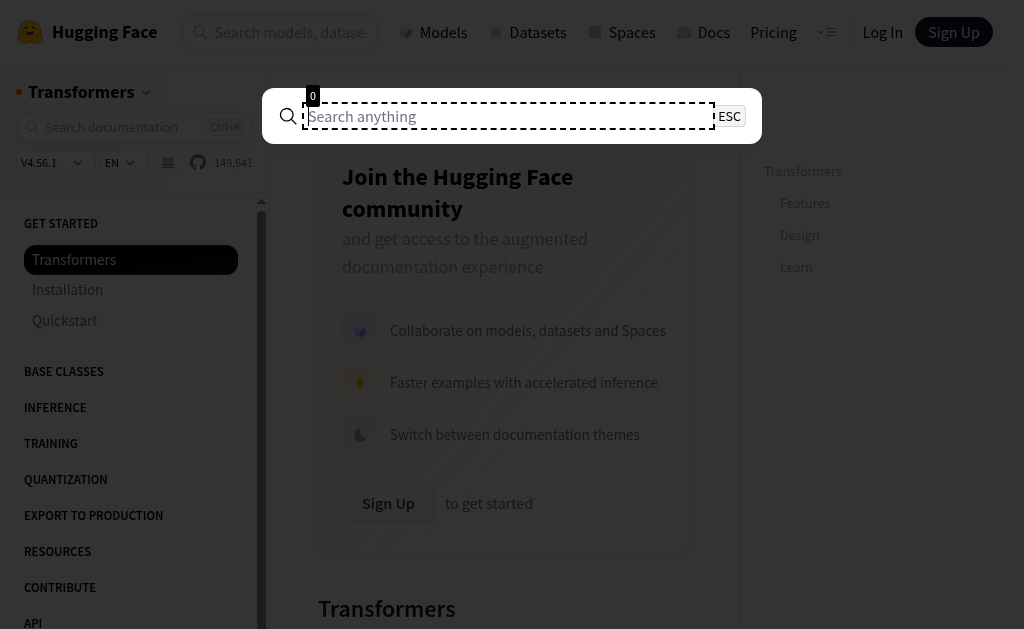 Hugging Face
Search models, datase
Models
Datasets
Spaces
Docs
Pricing
Log In
Sign Up
Transformers
Search documentation
Ctrl+K
V4.56.1
EN
149,641
0
Search anything
ESC
GET STARTED
Transformers
Installation
Quickstart
BASE CLASSES
INFERENCE
TRAINING
QUANTIZATION
EXPORT TO PRODUCTION
RESOURCES
CONTRIBUTE
API
Join the Hugging Face
community
and get access to the augmented
documentation experience
Collaborate on models, datasets and Spaces
Faster examples with accelerated inference
Switch between documentation themes
Sign Up
to get started
Transformers
Transformers
Features
Design
Learn